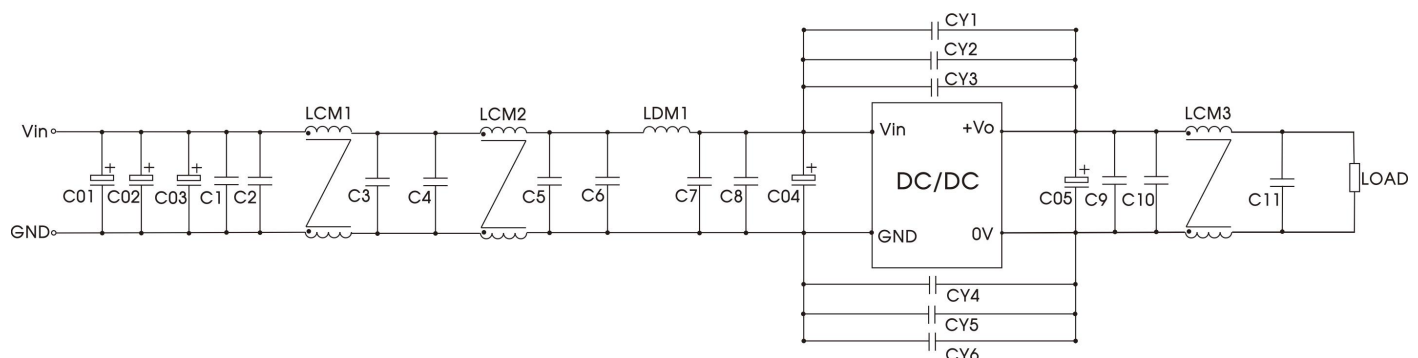 CY1
CY2
CY3
LCM1
LCM2
LDM1
LCM3
Vin
Vin
+Vo
C01
C02
C03
C1
C2
C3
C4
C5
C6
C7
C8
C04
DC/DC
C05
C9
C10
C11
LOAD
GND
GND
0V
CY4
CY5
CY6